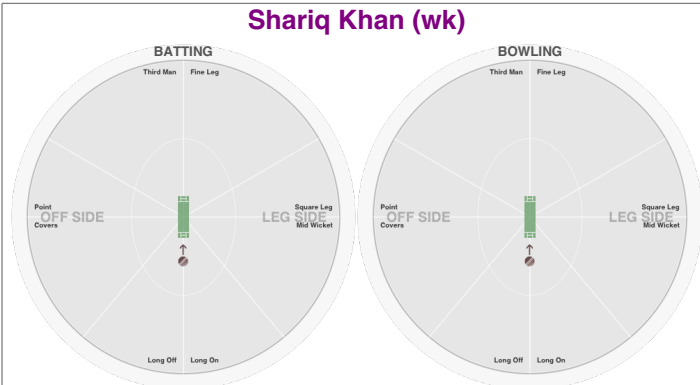 Shariq Khan (wk)
BATTING
Third Man Fine Leg
Point
OFF SIDE
Covers
Square Leg
LEG SIDE
Mid Wicket
Long Off Long On
BOWLING
Third Man Fine Leg
Point
OFF SIDE
Covers
Square Leg
LEG SIDE
Mid Wicket
Long Off Long On